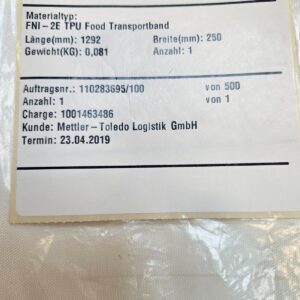 Materialtyp:
FNI-2E TPU Food Transportband
Länge(mm): 1292 Breite(mm): 250
Gewicht(KG): 0,081 Anzahl: 1
Auftragsnr.: 110283695/100 von 500
Anzahl: 1 von 1
Charge: 1001463486
Kunde: Mettler-Toledo Logistik GmbH
Termin: 23.04.2019